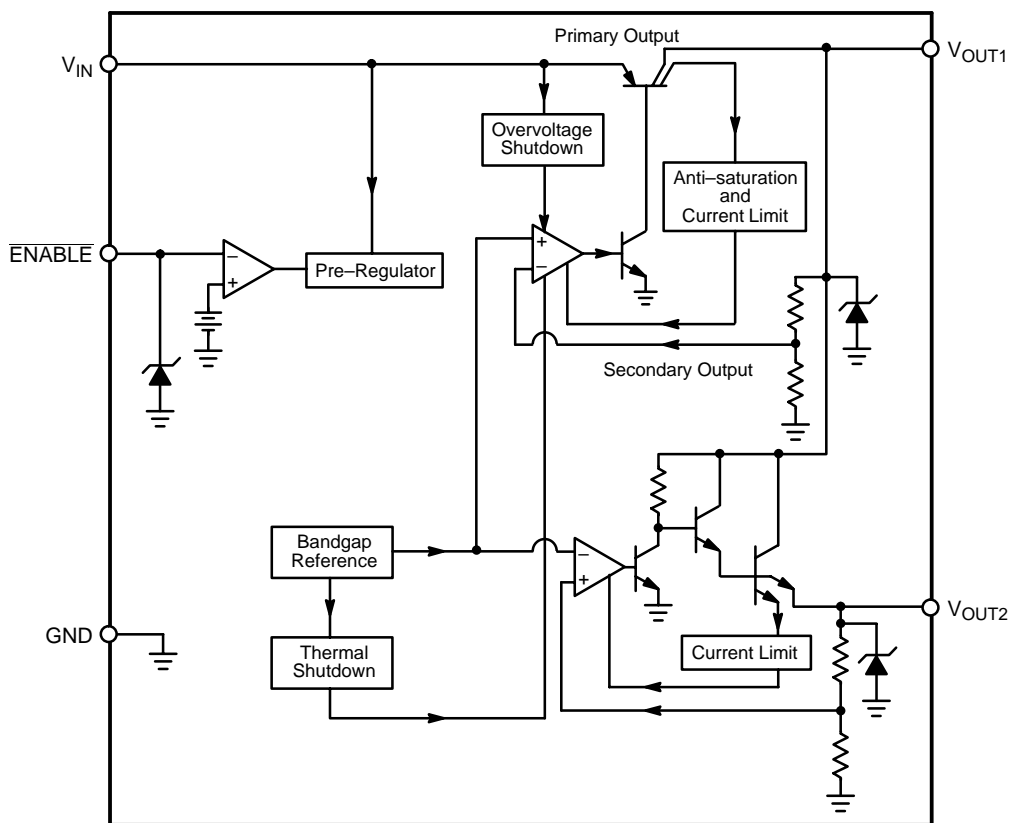 Primary Output
V_IN
V_OUT1
Overvoltage
Shutdown
Anti–saturation
and
Current Limit
ENABLE
−
+
Pre–Regulator
+
−
Secondary Output
Bandgap
Reference
−
+
V_OUT2
GND
Thermal
Shutdown
Current Limit